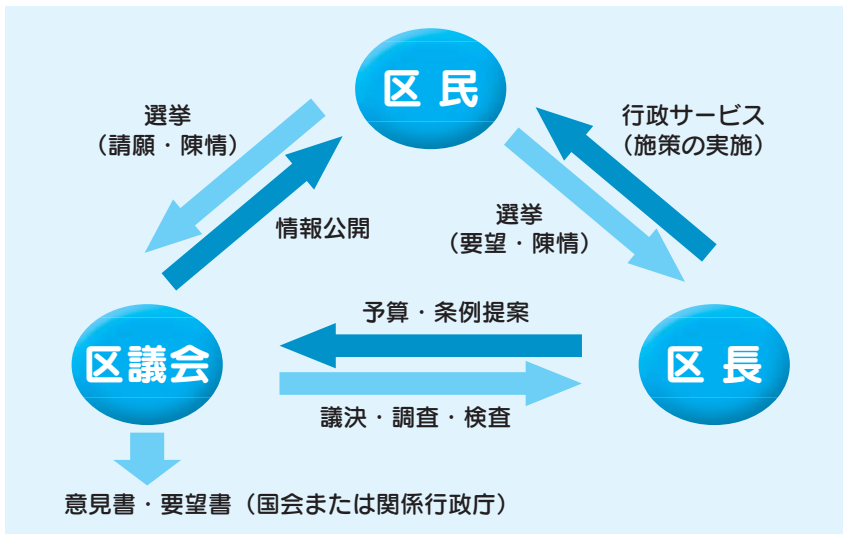 区民
選挙
（請願・陳情）
行政サービス
（施策の実施）
情報公開
選挙
（要望・陳情）
予算・条例提案
区議会
区長
議決・調査・検査
意見書・要望書（国会または関係行政庁）